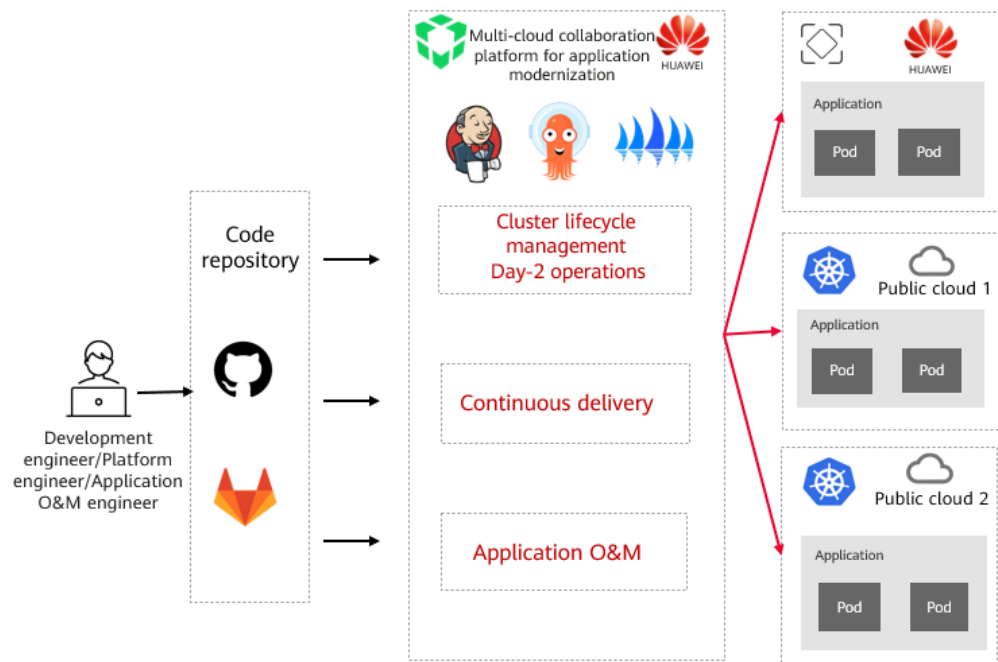 Multi-cloud collaboration
platform for application
modernization
HUAWEI
HUAWEI
Application
Pod
Pod
Code
repository
Cluster lifecycle
management
Day-2 operations
Public cloud 1
Application
Pod
Pod
Development
engineer/Platform
engineer/Application
O&M engineer
Continuous delivery
Public cloud 2
Application O&M
Application
Pod
Pod